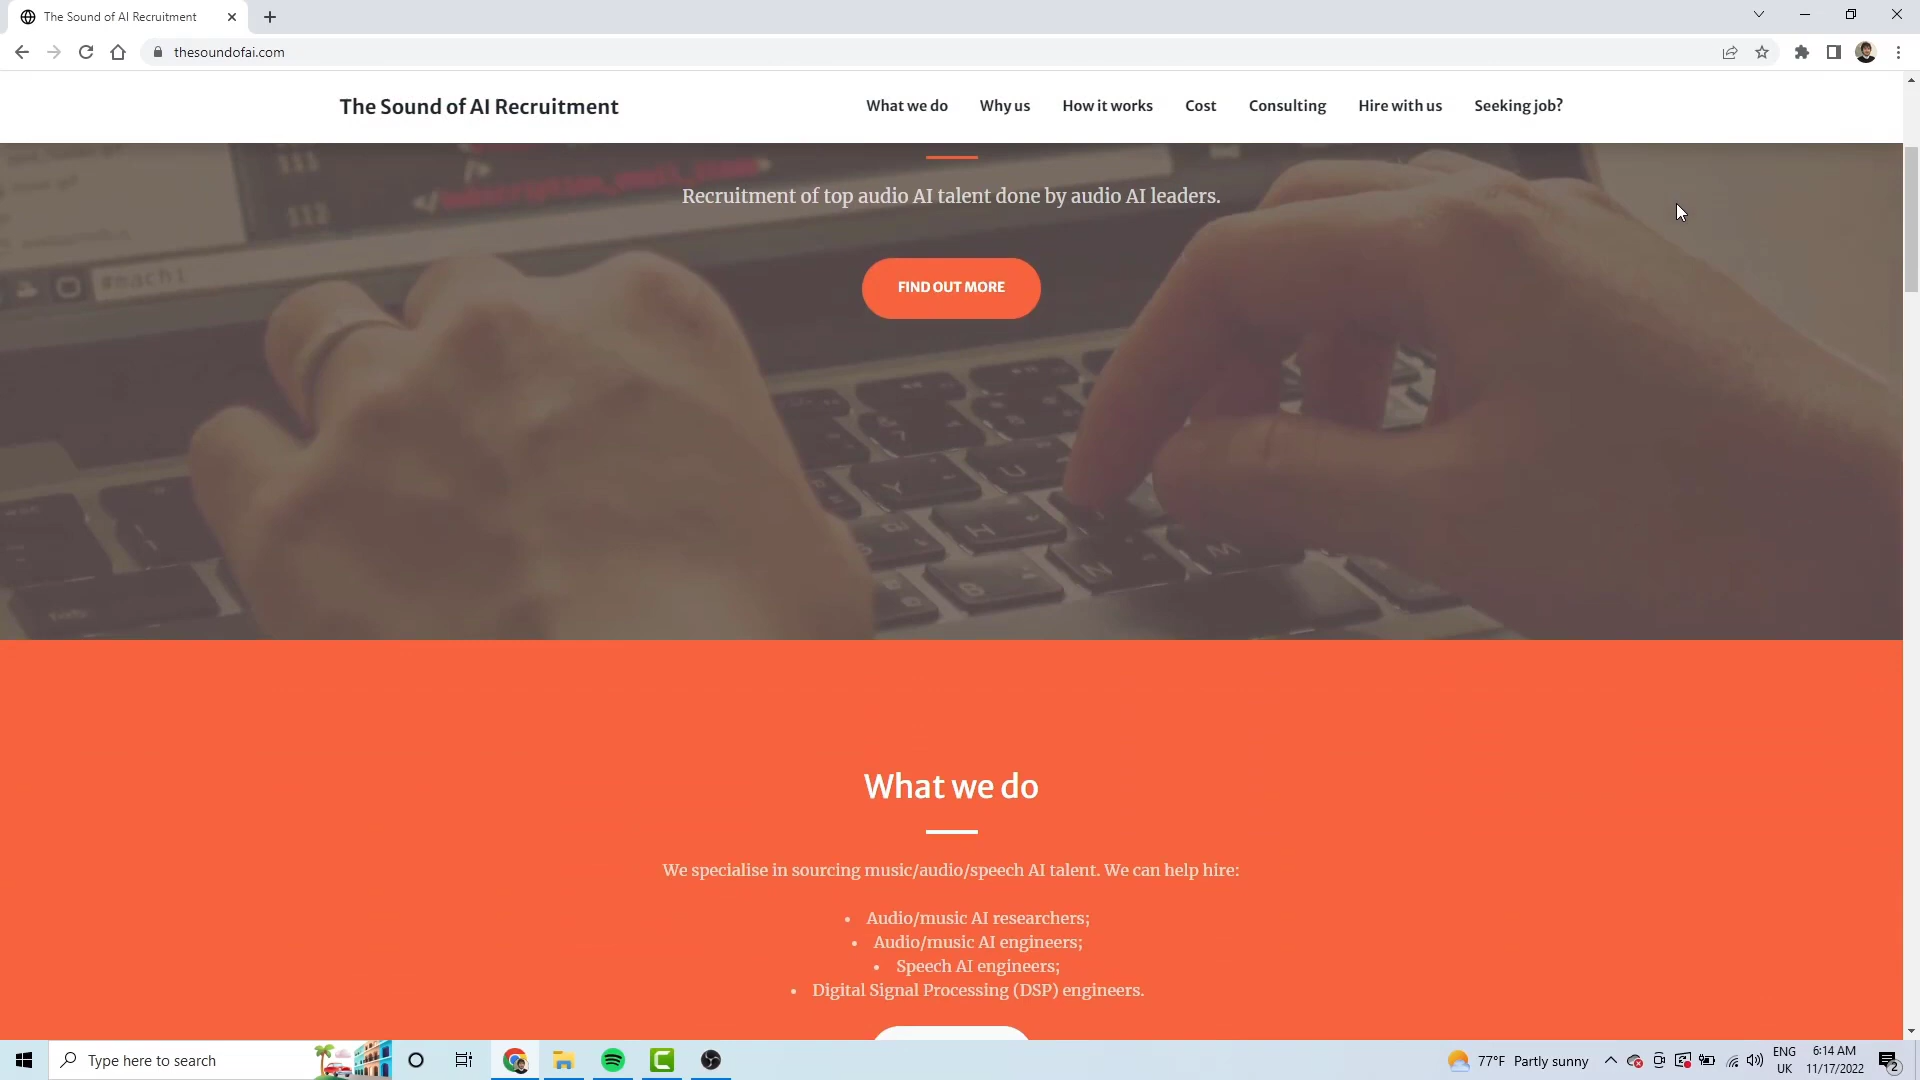 The Sound of AI Recruitment
thesoundofai.com
The Sound of AI Recruitment
What we do
Why us
How it works
Cost
Consulting
Hire with us
Seeking job?
Recruitment of top audio AI talent done by audio AI leaders.
#machi
FIND OUT MORE
What we do
We specialise in sourcing music/audio/speech AI talent. We can help hire:
• Audio/music AI researchers;
• Audio/music AI engineers;
• Speech AI engineers;
• Digital Signal Processing (DSP) engineers.
Type here to search
77°F Partly sunny
ENG
UK
6:14 AM
11/17/2022
2